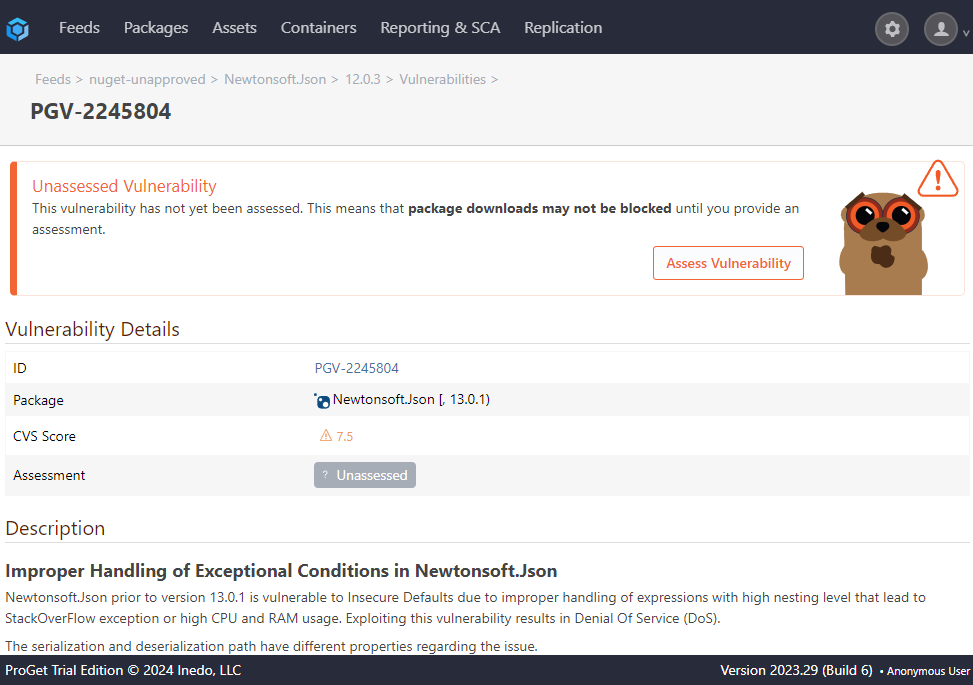 Feeds Packages Assets Containers Reporting & SCA Replication
Feeds > nuget-unapproved > Newtonsoft.Json > 12.0.3 > Vulnerabilities >
PGV-2245804
Unassessed Vulnerability
This vulnerability has not yet been assessed. This means that package downloads may not be blocked until you provide an
assessment.
Assess Vulnerability
Vulnerability Details
ID PGV-2245804
Package Newtonsoft.Json [, 13.0.1)
CVS Score 7.5
Assessment ? Unassessed
Description
Improper Handling of Exceptional Conditions in Newtonsoft.Json
Newtonsoft.Json prior to version 13.0.1 is vulnerable to Insecure Defaults due to improper handling of expressions with high nesting level that lead to
StackOverFlow exception or high CPU and RAM usage. Exploiting this vulnerability results in Denial Of Service (DoS).
The serialization and deserialization path have different properties regarding the issue.
ProGet Trial Edition © 2024 Inedo, LLC Version 2023.29 (Build 6) • Anonymous User